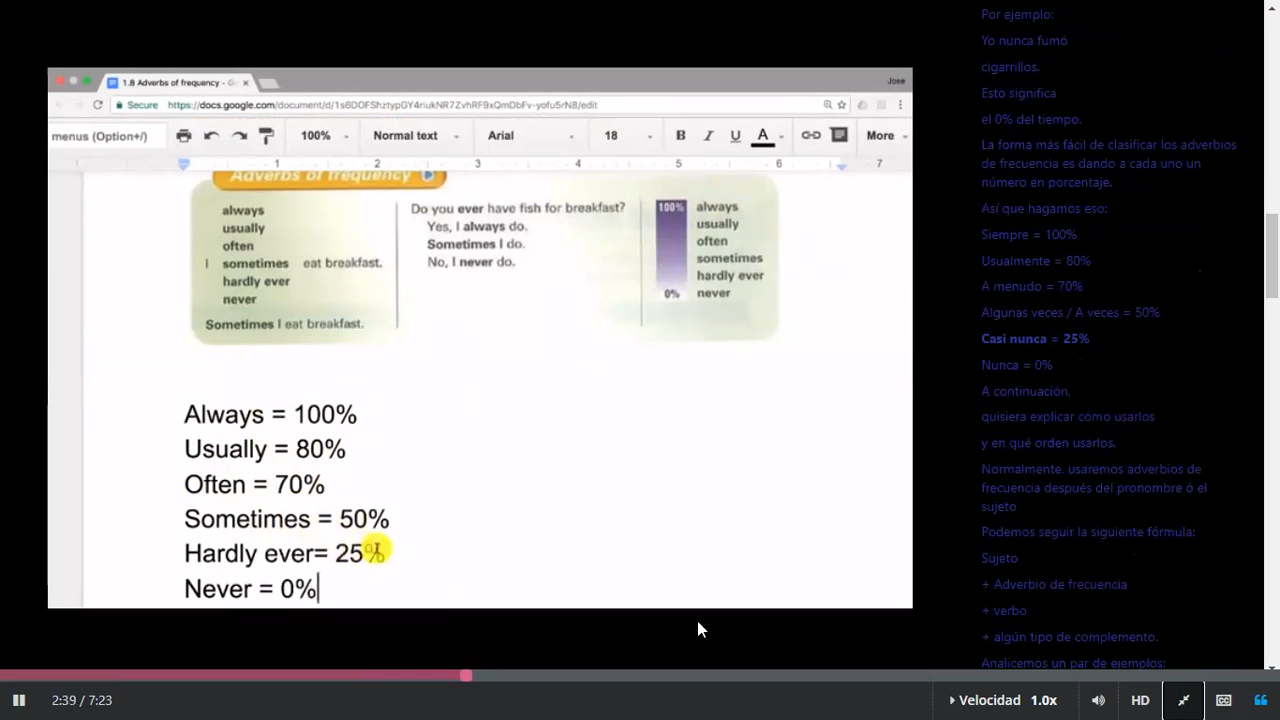 1.8 Adverbs of frequency - G
Jose
Secure https://docs.google.com/document/d/1s6DOFShztypGY4riukNR7ZvhRF9xQmDbFv-yofu5rN8/edit
menus (Option+/) 100% Normal text Arial 18 B I U A More
1 2 3 4 5 6 7
Adverbs of frequency
always
usually
often
I sometimes eat breakfast.
hardly ever
never
Sometimes I eat breakfast.
Do you ever have fish for breakfast?
Yes, I always do.
Sometimes I do.
No, I never do.
100% always
usually
often
sometimes
hardly ever
0% never
Always = 100%
Usually = 80%
Often = 70%
Sometimes = 50%
Hardly ever= 25%
Never = 0%
Por ejemplo:
Yo nunca fumó
cigarrillos.
Esto significa
el 0% del tiempo.
La forma más fácil de clasificar los adverbios
de frecuencia es dando a cada uno un
número en porcentaje.
Así que hagamos eso:
Siempre = 100%
Usualmente = 80%
A menudo = 70%
Algunas veces / A veces = 50%
Casi nunca = 25%
Nunca = 0%
A continuación,
quisiera explicar cómo usarlos
y en qué orden usarlos.
Normalmente. usaremos adverbios de
frecuencia después del pronombre ó el
sujeto
Podemos seguir la siguiente fórmula:
Sujeto
+ Adverbio de frecuencia
+ verbo
+ algún tipo de complemento.
Analicemos un par de ejemplos:
2:39 / 7:23
Velocidad 1.0x
HD
CC